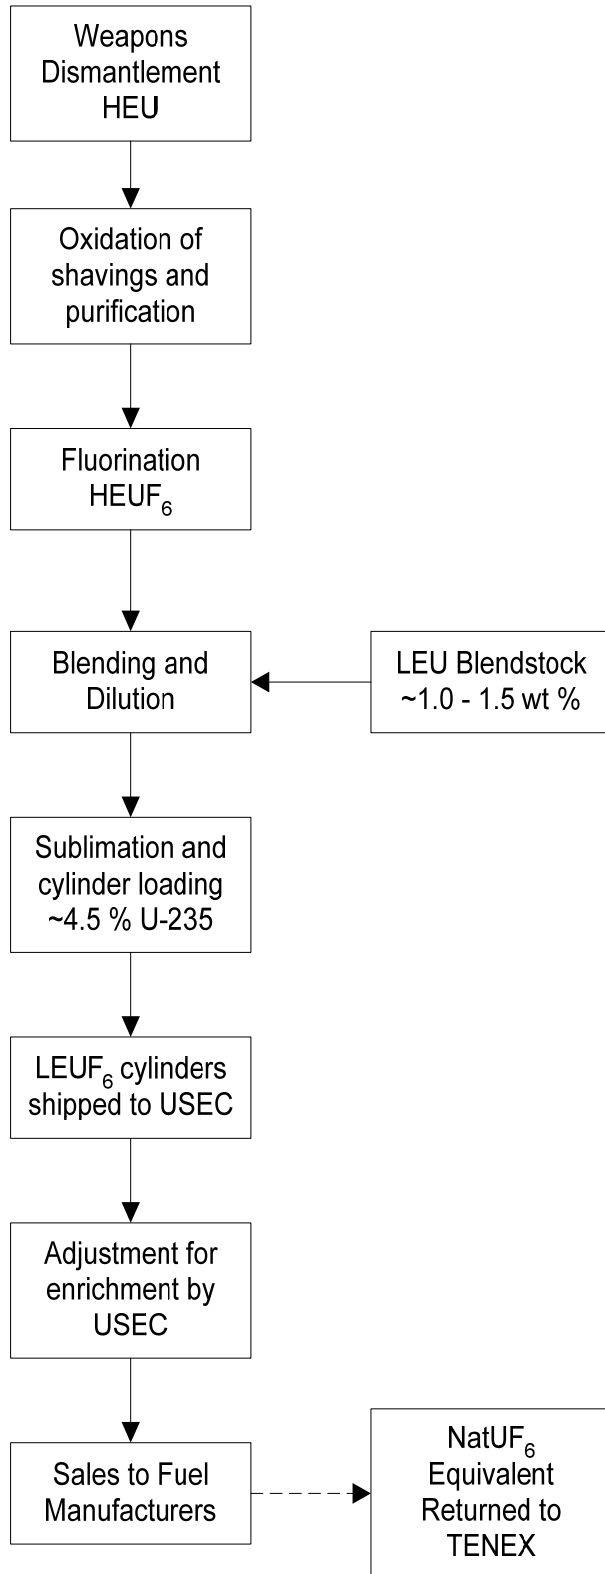 Weapons
Dismantlement
HEU
Oxidation of
shavings and
purification
Fluorination
HEUF₆
Blending and
Dilution
LEU Blendstock
~1.0 - 1.5 wt %
Sublimation and
cylinder loading
~4.5 % U-235
LEUF₆ cylinders
shipped to USEC
Adjustment for
enrichment by
USEC
Sales to Fuel
Manufacturers
NatUF₆
Equivalent
Returned to
TENEX